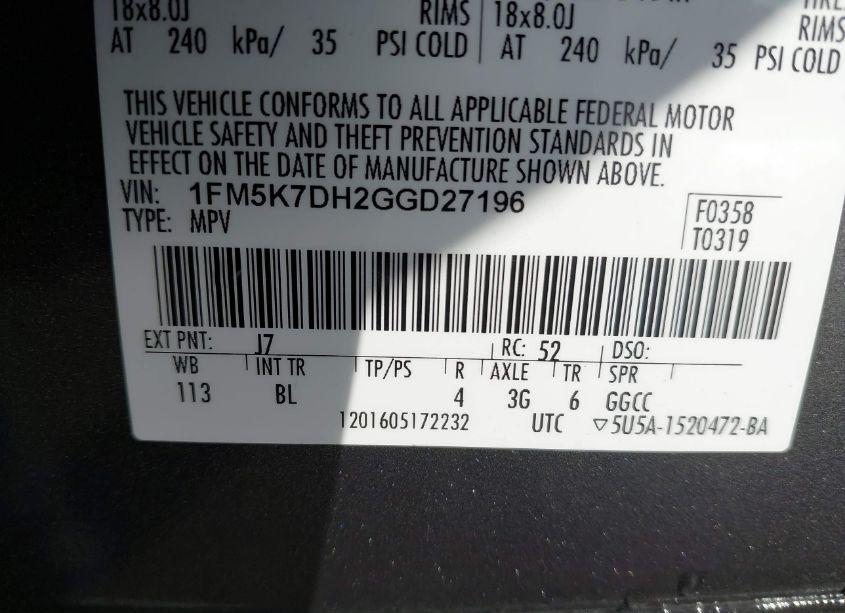 18x8.0J RIMS 18x8.0J RIMS
AT 240 kPa/ 35 PSI COLD AT 240 kPa/ 35 PSI COLD
THIS VEHICLE CONFORMS TO ALL APPLICABLE FEDERAL MOTOR
VEHICLE SAFETY AND THEFT PREVENTION STANDARDS IN
EFFECT ON THE DATE OF MANUFACTURE SHOWN ABOVE.
VIN: 1FM5K7DH2GGD27196
TYPE: MPV
F0358
T0319
EXT PNT: J7 RC: 52 DSO:
WB INT TR TP/PS R AXLE TR SPR
113 BL 4 3G 6 GGCC
1201605172232 UTC ▽5U5A-1520472-BA